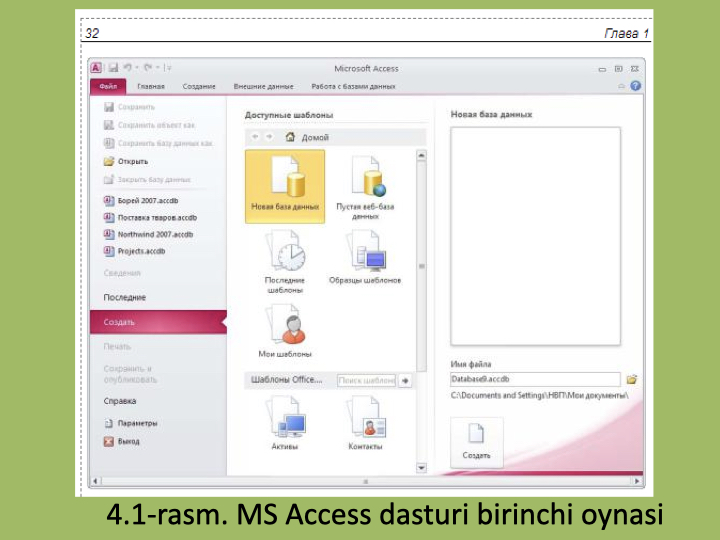 32 Глава 1
Microsoft Access
Файл Главная Создание Внешние данные Работа с базами данных
Сохранить
Сохранить объект как
Сохранить базу данных как
Открыть
Закрыть базу данных
Борей 2007.accdb
Поставка тваров.accdb
Northwind 2007.accdb
Projects.accdb
Сведения
Последние
Создать
Печать
Сохранить и
опубликовать
Справка
Параметры
Выход
Доступные шаблоны
Домой
Новая база данных
Пустая веб-база
данных
Последние
шаблоны
Образцы шаблонов
Мои шаблоны
Шаблоны Office.... Поиск шаблон
Активы
Контакты
Новая база данных
Имя файла
Database9.accdb
C:\Documents and Settings\НВП\Мои документы\
Создать
4.1-rasm. MS Access dasturi birinchi oynasi